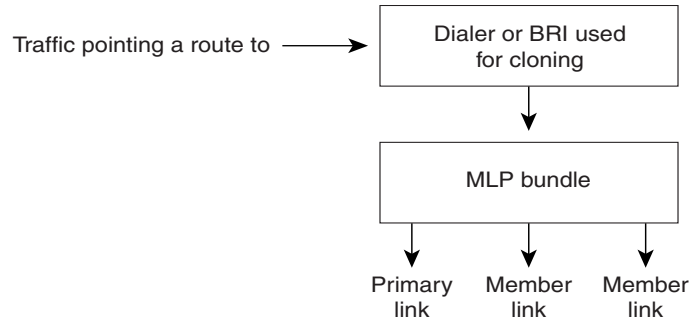 Traffic pointing a route to
Dialer or BRI used
for cloning
MLP bundle
Primary
link
Member
link
Member
link